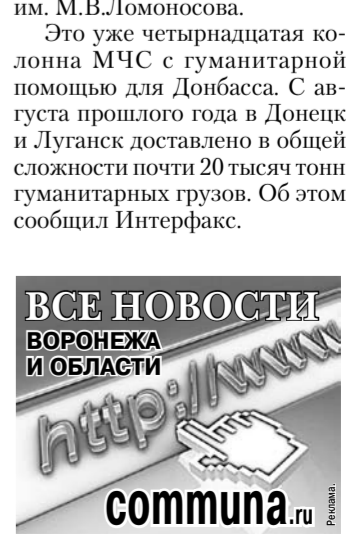 им. М.В.Ломоносова.
Это уже четырнадцатая ко-
лонна МЧС с гуманитарной
помощью для Донбасса. С ав-
густа прошлого года в Донецк
и Луганск доставлено в общей
сложности почти 20 тысяч тонн
гуманитарных грузов. Об этом
сообщил Интерфакс.
ВСЕ НОВОСТИ
ВОРОНЕЖА
И ОБЛАСТИ
http://www
communa.ru
Реклама.